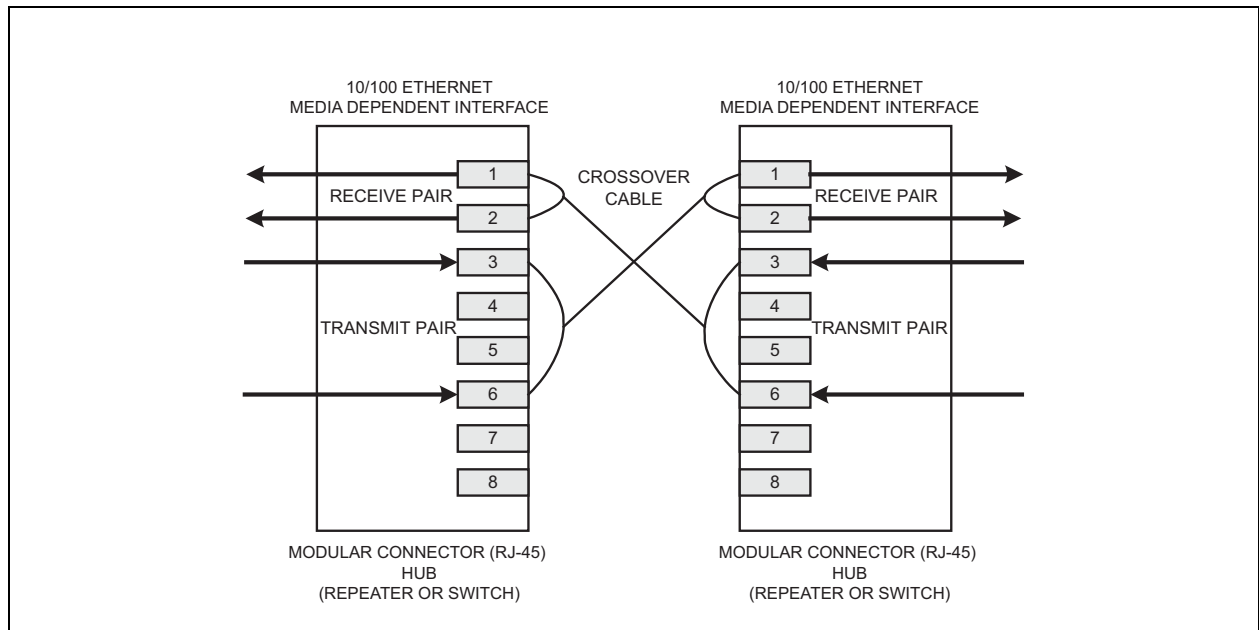 10/100 ETHERNET
MEDIA DEPENDENT INTERFACE
1
RECEIVE PAIR
2
3
4
TRANSMIT PAIR
5
6
7
8
MODULAR CONNECTOR (RJ-45)
HUB
(REPEATER OR SWITCH)
CROSSOVER
CABLE
10/100 ETHERNET
MEDIA DEPENDENT INTERFACE
1
RECEIVE PAIR
2
3
4
TRANSMIT PAIR
5
6
7
8
MODULAR CONNECTOR (RJ-45)
HUB
(REPEATER OR SWITCH)